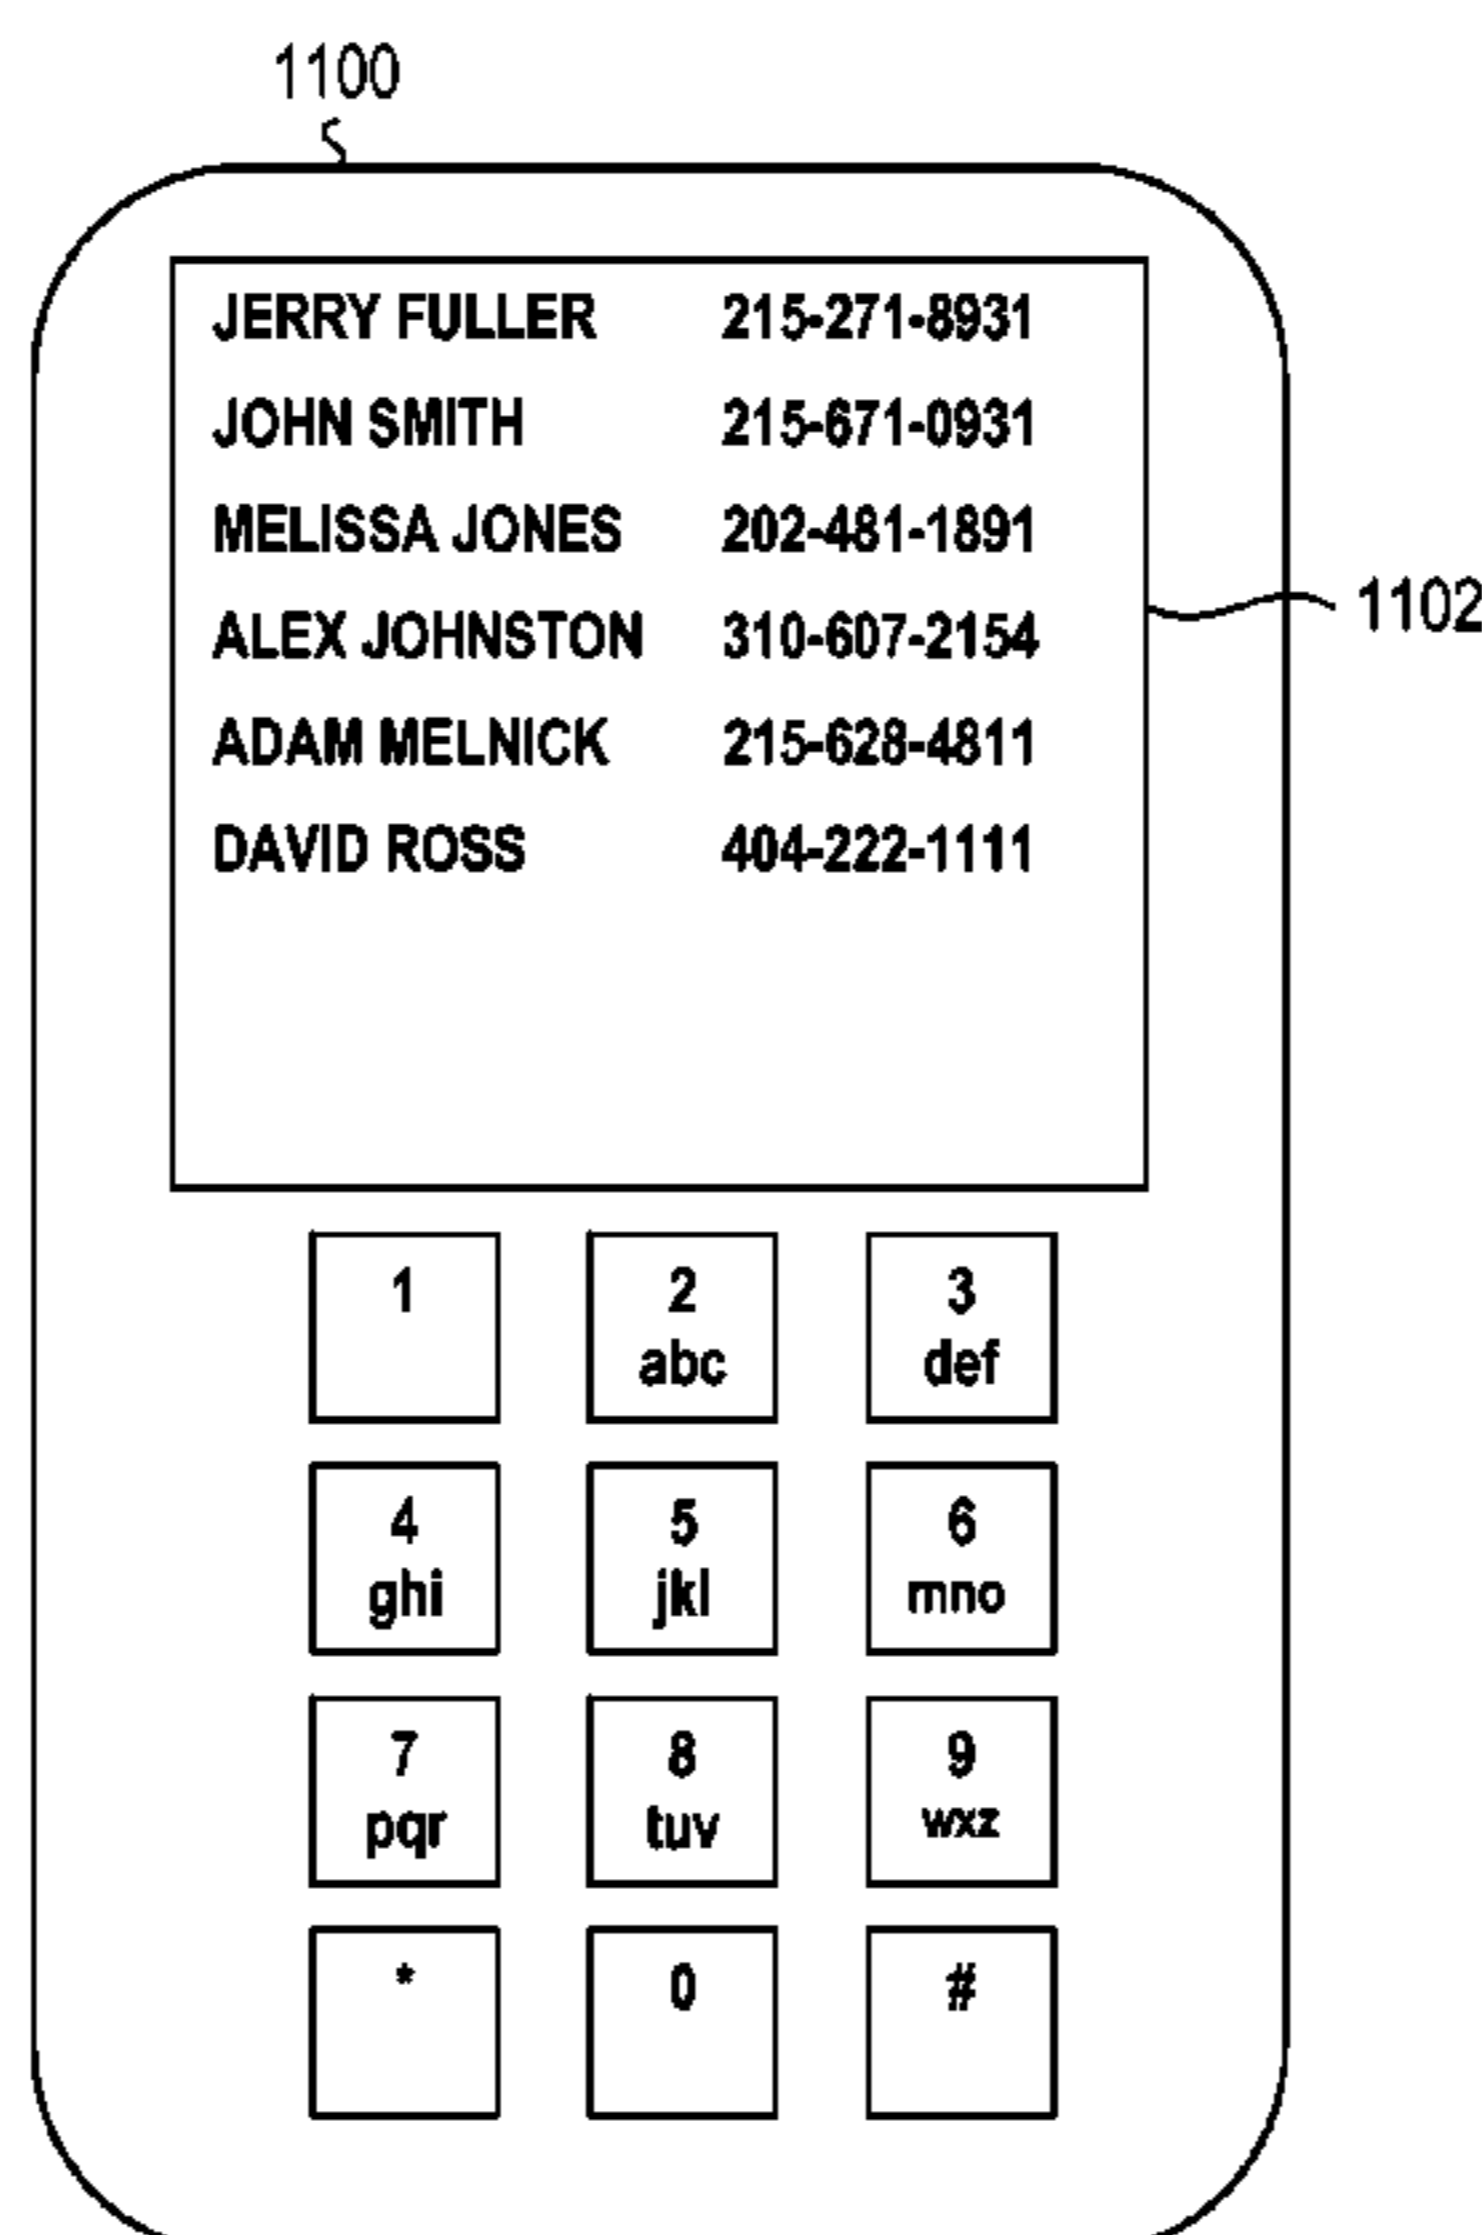 1100
JERRY FULLER 215-271-8931
JOHN SMITH 215-671-0931
MELISSA JONES 202-481-1891
ALEX JOHNSTON 310-607-2154
1102
ADAM MELNICK 215-628-4811
DAVID ROSS 404-222-1111
1 2 3
abc def
4 5 6
ghi jkl mno
7 8 9
pqr tuv wxz
* 0 #